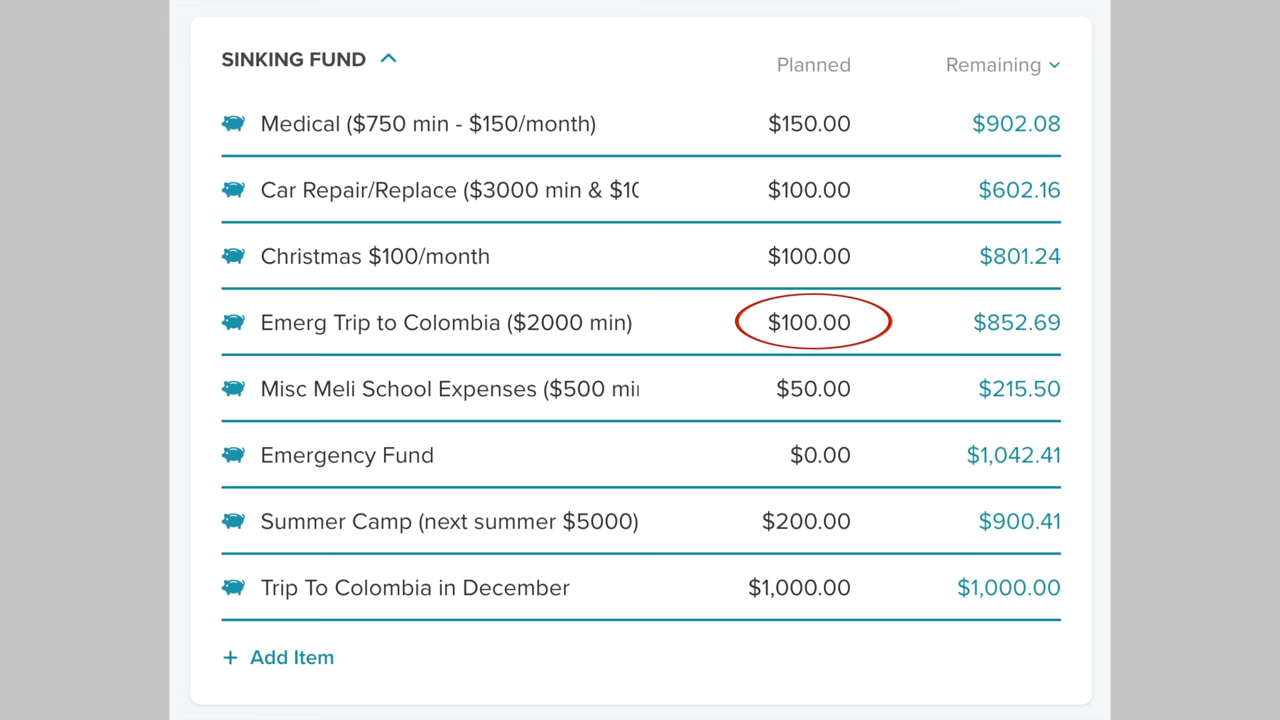 SINKING FUND Planned Remaining
Medical ($750 min - $150/month) $150.00 $902.08
Car Repair/Replace ($3000 min & $10 $100.00 $602.16
Christmas $100/month $100.00 $801.24
Emerg Trip to Colombia ($2000 min) $100.00 $852.69
Misc Meli School Expenses ($500 min $50.00 $215.50
Emergency Fund $0.00 $1,042.41
Summer Camp (next summer $5000) $200.00 $900.41
Trip To Colombia in December $1,000.00 $1,000.00
+ Add Item